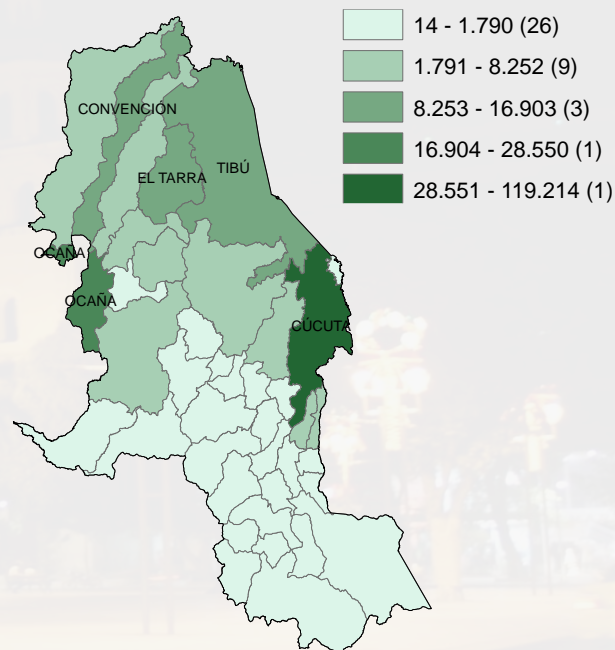 14 - 1.790 (26)
1.791 - 8.252 (9)
8.253 - 16.903 (3)
16.904 - 28.550 (1)
28.551 - 119.214 (1)
CONVENCIÓN
TIBÚ
EL TARRA
OCAÑA
OCAÑA
CÚCUTA